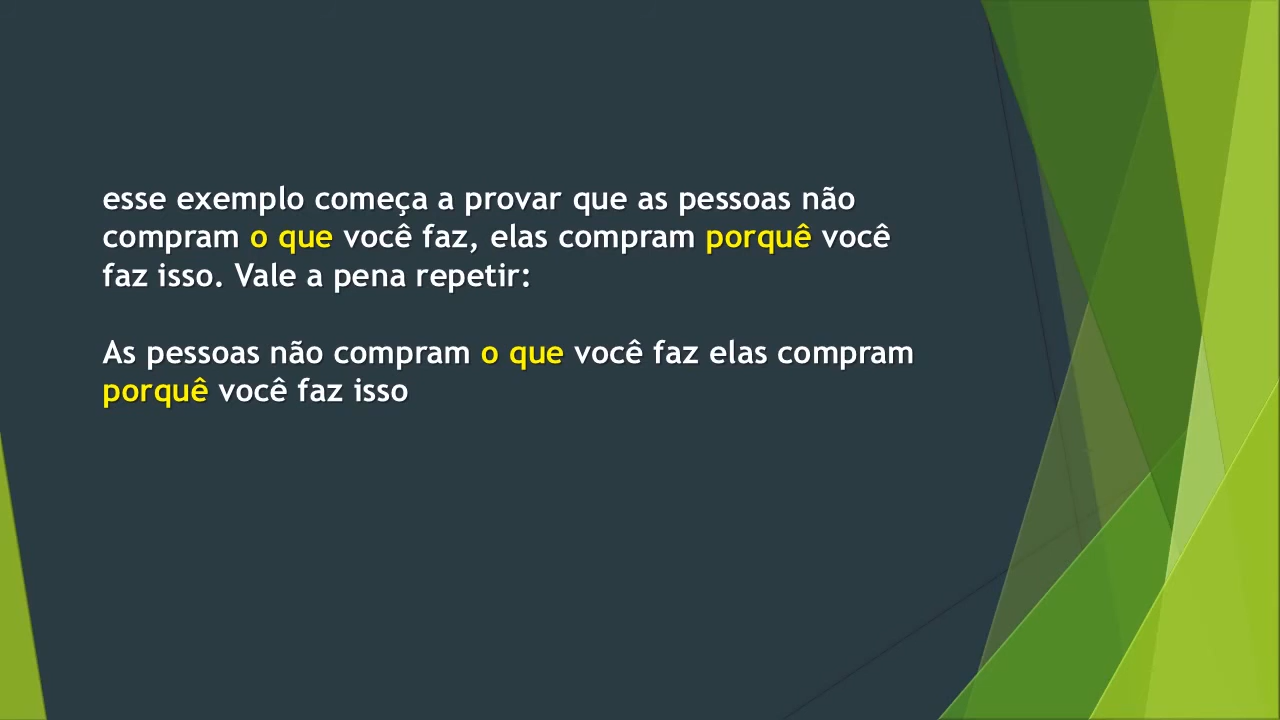 esse exemplo começa a provar que as pessoas não
compram o que você faz, elas compram porquê você
faz isso. Vale a pena repetir:
As pessoas não compram o que você faz elas compram
porquê você faz isso